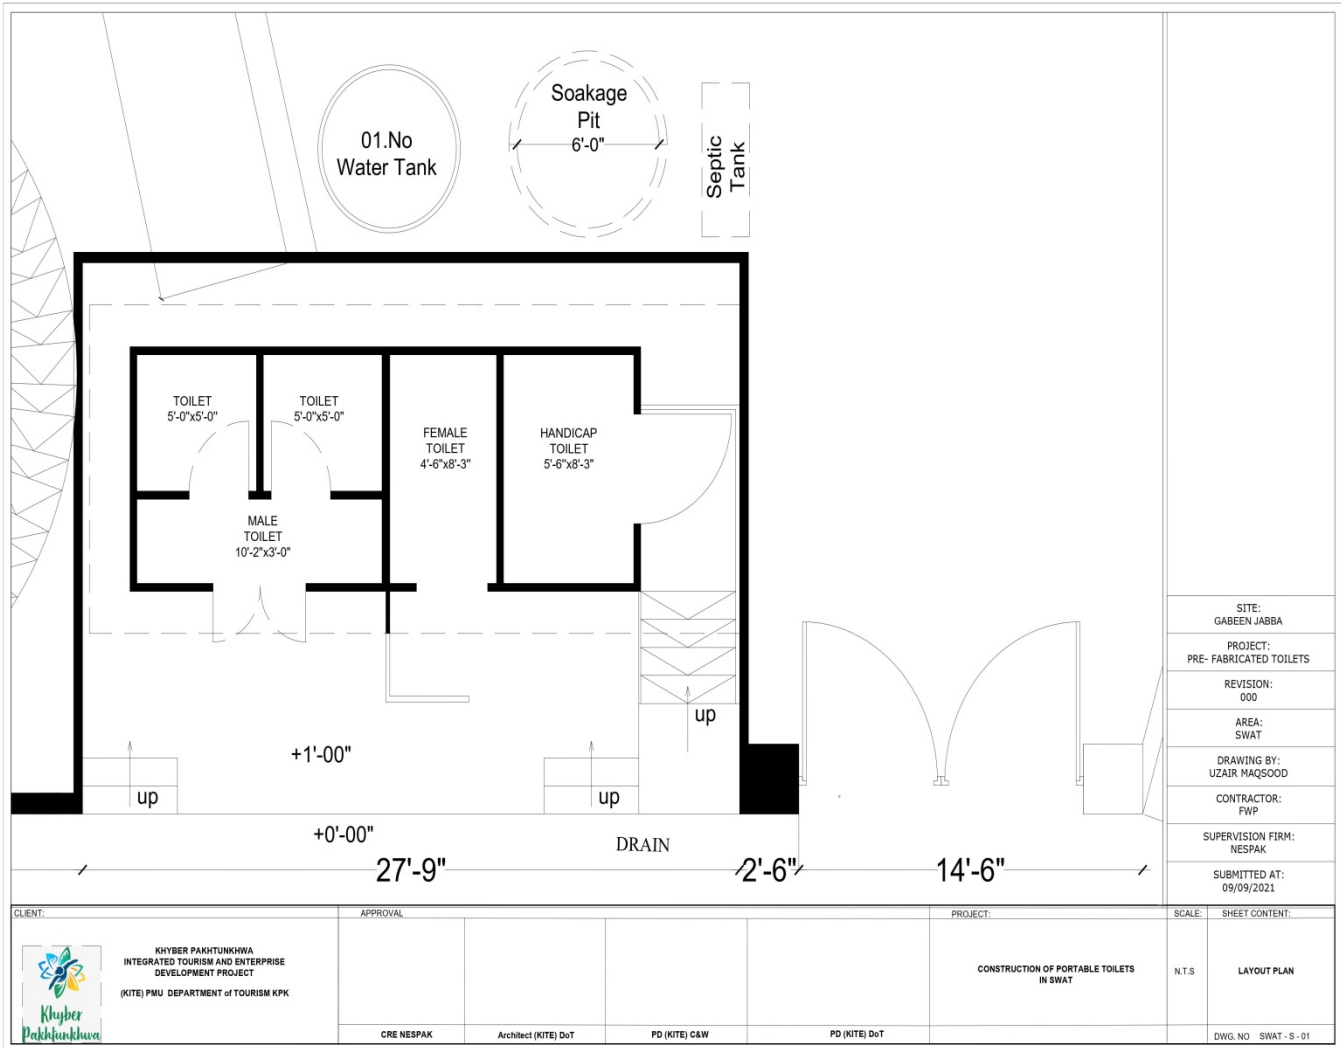 01.No
Water Tank
Soakage
Pit
6'-0"
Septic
Tank
TOILET
5'-0"x5'-0"
TOILET
5'-0"x5'-0"
FEMALE
TOILET
4'-6"x8'-3"
HANDICAP
TOILET
5'-6"x8'-3"
MALE
TOILET
10'-2"x3'-0"
up
+1'-00"
up
up
+0'-00"
DRAIN
27'-9"
2'-6"
14'-6"
SITE:
GABEEN JABBA
PROJECT:
PRE- FABRICATED TOILETS
REVISION:
000
AREA:
SWAT
DRAWING BY:
UZAIR MAQSOOD
CONTRACTOR:
FWP
SUPERVISION FIRM:
NESPAK
SUBMITTED AT:
09/09/2021
CLIENT:
KHYBER PAKHTUNKHWA
INTEGRATED TOURISM AND ENTERPRISE
DEVELOPMENT PROJECT
(KITE) PMU DEPARTMENT of TOURISM KPK
Khyber
Pakhtunkhwa
APPROVAL
CRE NESPAK
Architect (KITE) DoT
PD (KITE) C&W
PD (KITE) DoT
PROJECT:
CONSTRUCTION OF PORTABLE TOILETS
IN SWAT
SCALE:
N.T.S
SHEET CONTENT:
LAYOUT PLAN
DWG. NO SWAT - S - 01